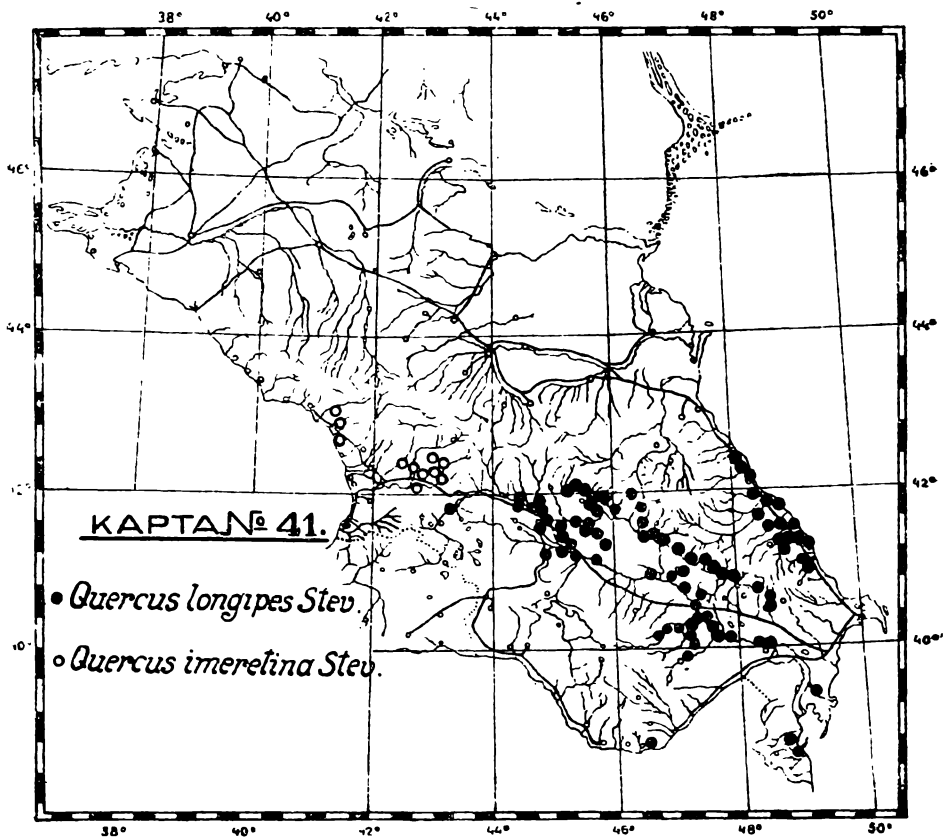 38° 40° 42° 44° 46° 48° 50°
46° 46°
44° 44°
42° 42°
КАРТА № 41.
● Quercus longipes Stev.
○ Quercus imeretina Stev.
40° 40°
38° 40° 42° 44° 46° 48° 50°